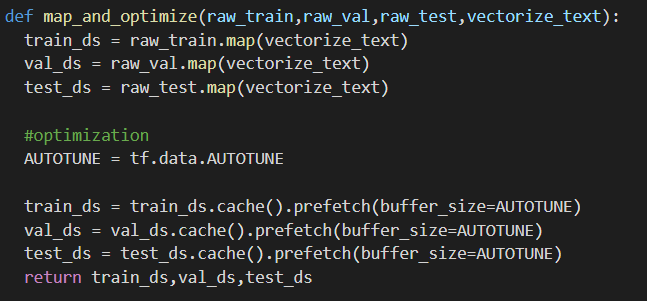 def map_and_optimize(raw_train,raw_val,raw_test,vectorize_text):
  train_ds = raw_train.map(vectorize_text)
  val_ds = raw_val.map(vectorize_text)
  test_ds = raw_test.map(vectorize_text)

  #optimization
  AUTOTUNE = tf.data.AUTOTUNE

  train_ds = train_ds.cache().prefetch(buffer_size=AUTOTUNE)
  val_ds = val_ds.cache().prefetch(buffer_size=AUTOTUNE)
  test_ds = test_ds.cache().prefetch(buffer_size=AUTOTUNE)
  return train_ds,val_ds,test_ds